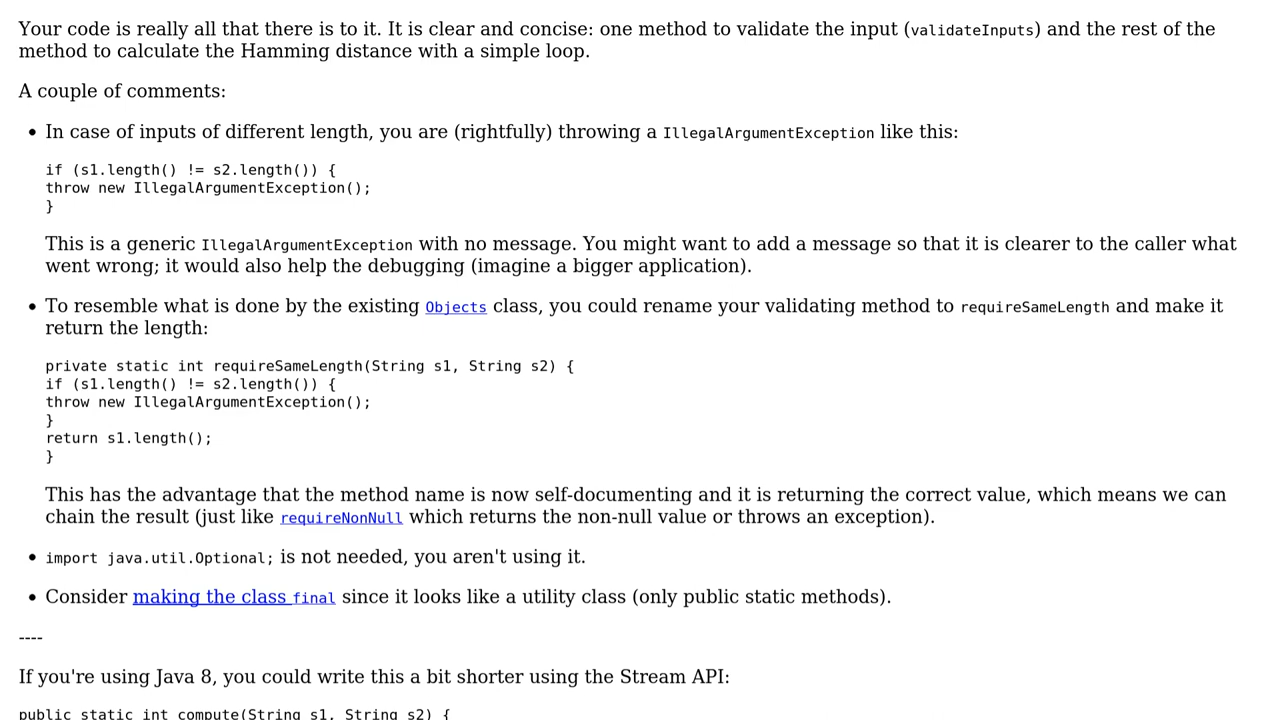 Your code is really all that there is to it. It is clear and concise: one method to validate the input (validateInputs) and the rest of the
method to calculate the Hamming distance with a simple loop.
A couple of comments:
• In case of inputs of different length, you are (rightfully) throwing a IllegalArgumentException like this:
if (s1.length() != s2.length()) {
throw new IllegalArgumentException();
}
This is a generic IllegalArgumentException with no message. You might want to add a message so that it is clearer to the caller what
went wrong; it would also help the debugging (imagine a bigger application).
• To resemble what is done by the existing Objects class, you could rename your validating method to requireSameLength and make it
return the length:
private static int requireSameLength(String s1, String s2) {
if (s1.length() != s2.length()) {
throw new IllegalArgumentException();
}
return s1.length();
}
This has the advantage that the method name is now self-documenting and it is returning the correct value, which means we can
chain the result (just like requireNonNull which returns the non-null value or throws an exception).
• import java.util.Optional; is not needed, you aren't using it.
• Consider making the class final since it looks like a utility class (only public static methods).
----
If you're using Java 8, you could write this a bit shorter using the Stream API:
public static int compute(String s1, String s2) {